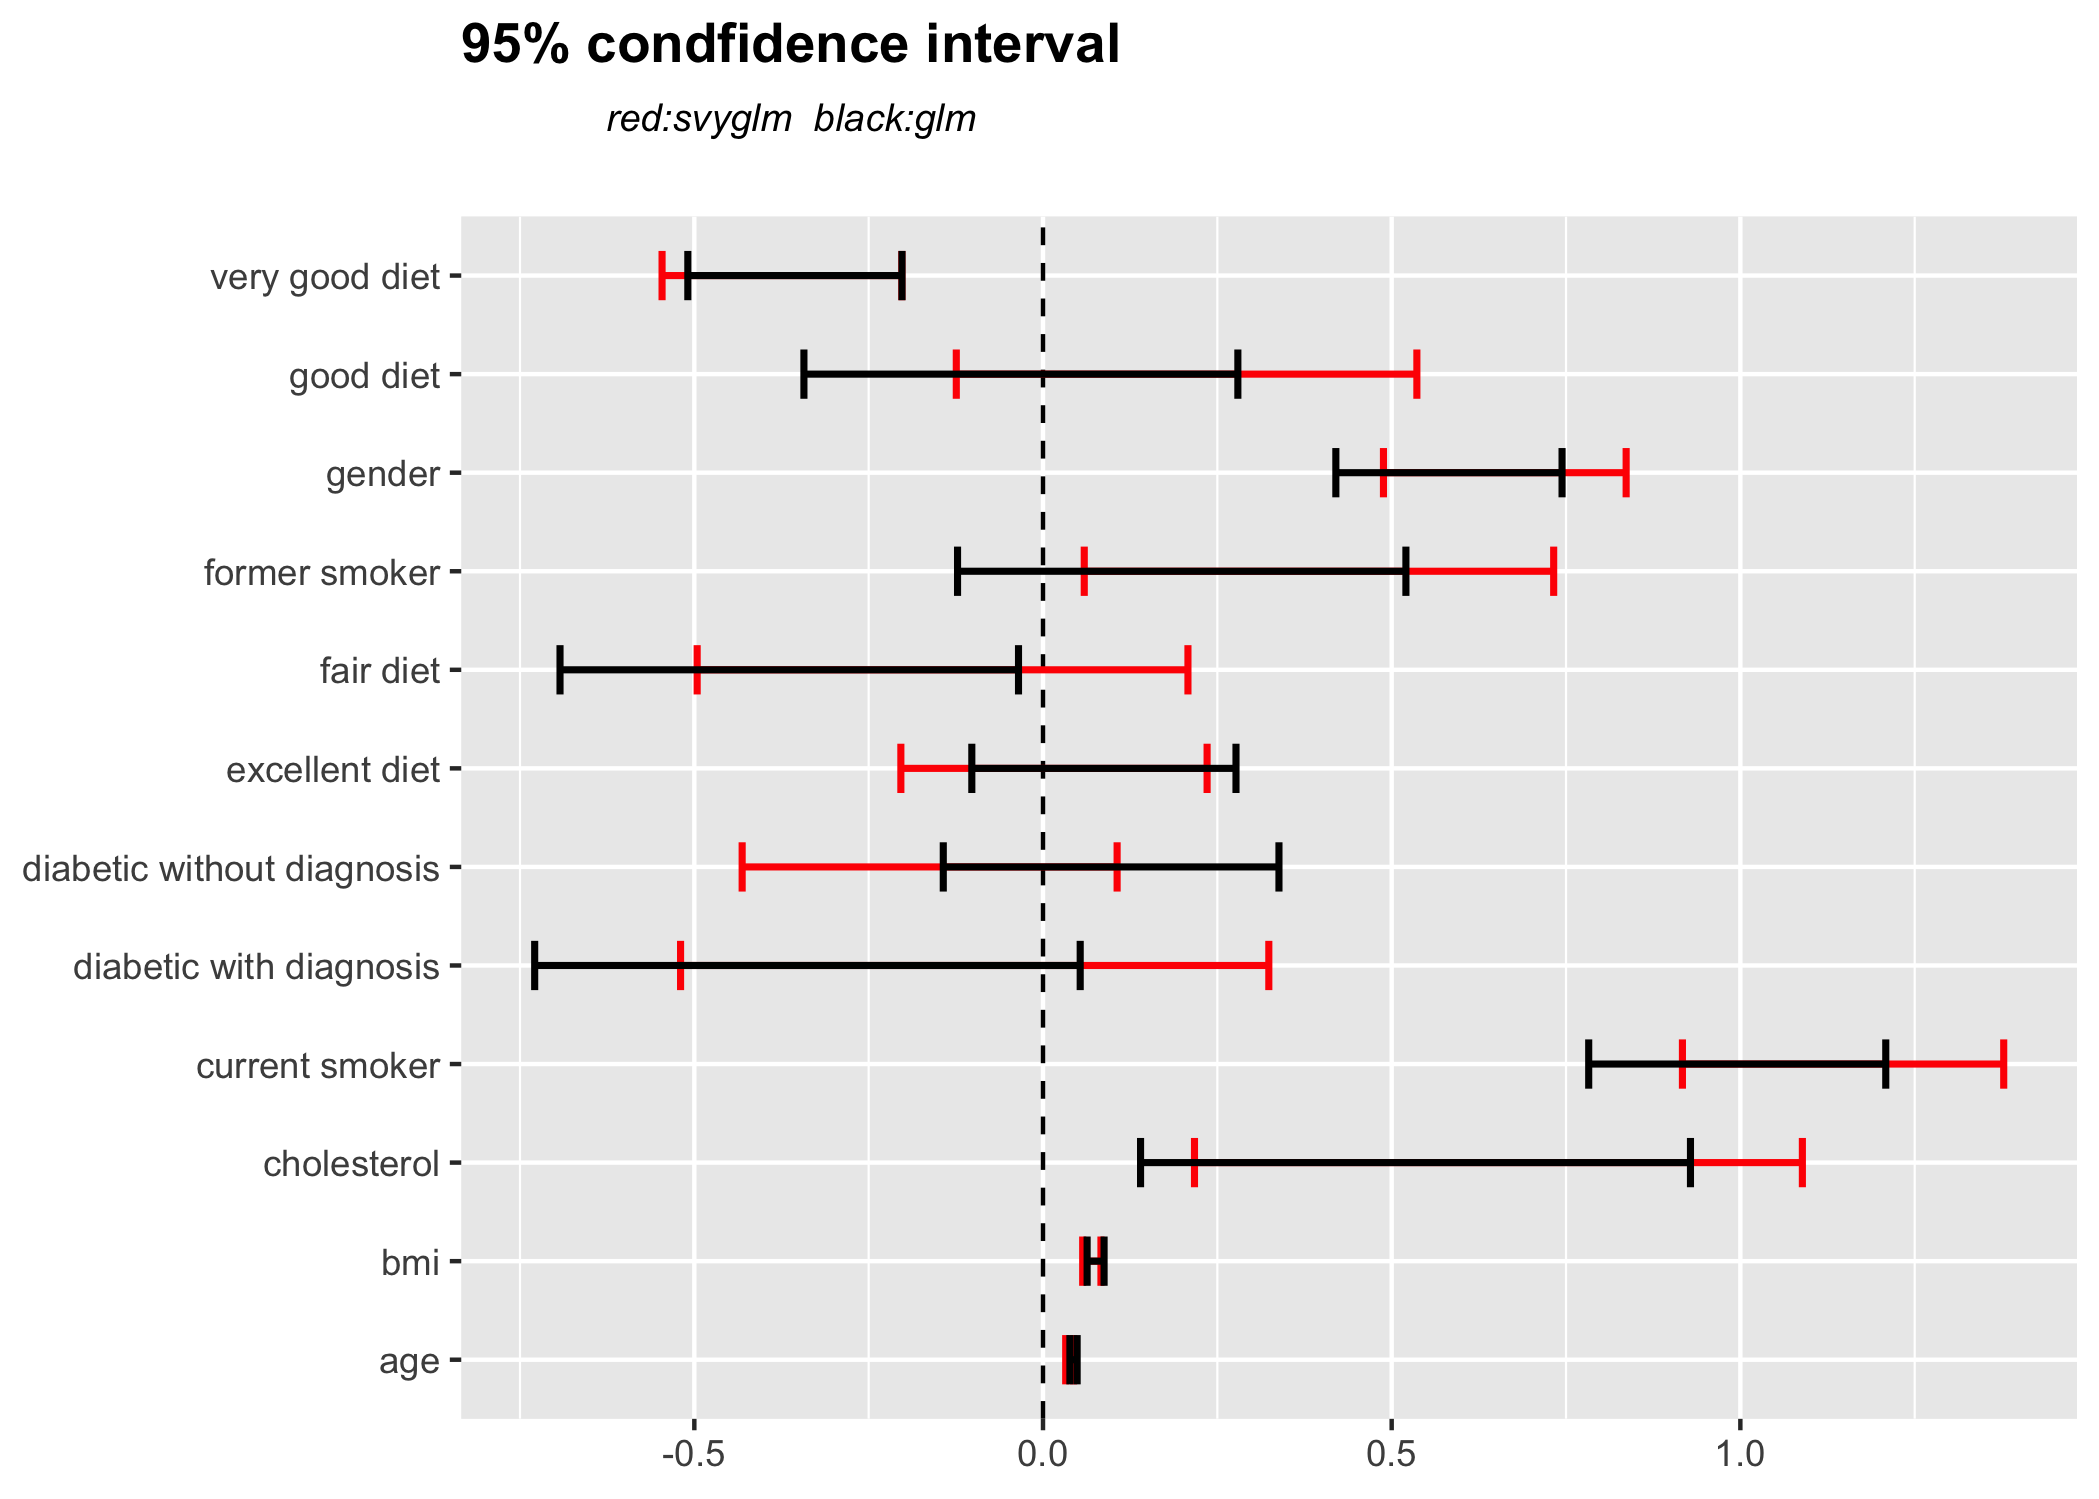 95% condfidence interval
red:svyglm  black:glm
very good diet
good diet
gender
former smoker
fair diet
excellent diet
diabetic without diagnosis
diabetic with diagnosis
current smoker
cholesterol
bmi
age
-0.5 0.0 0.5 1.0